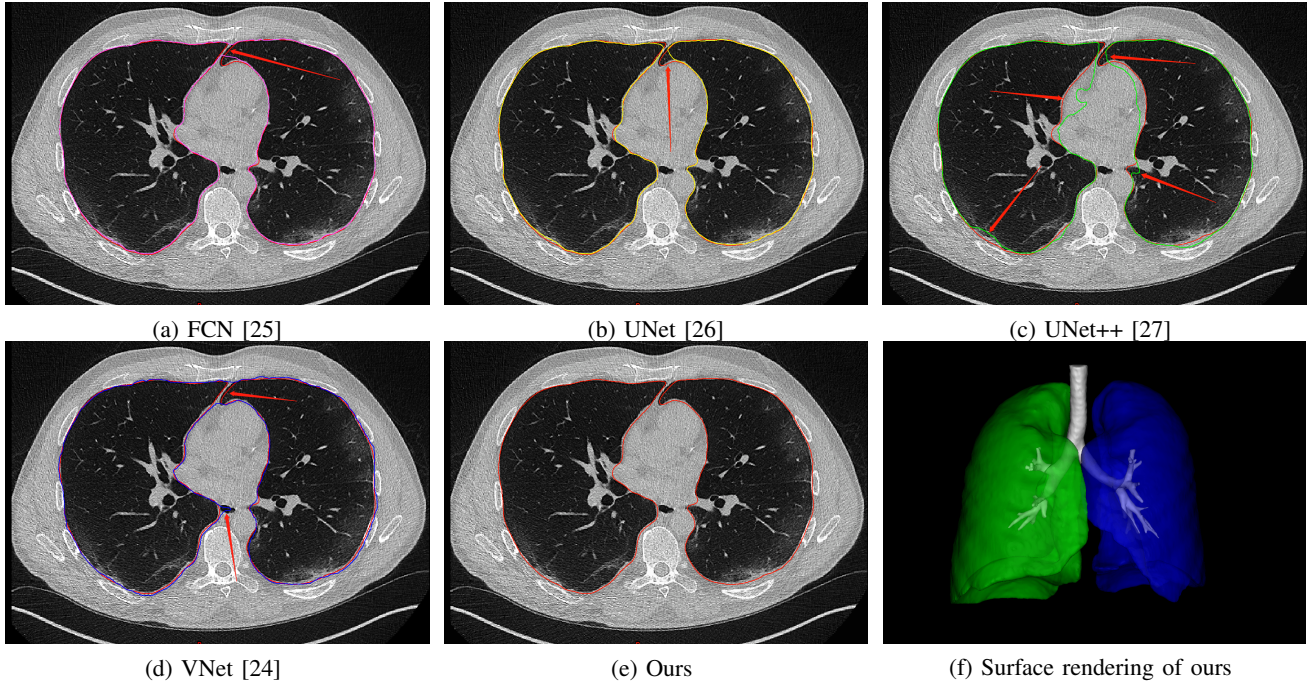 (a) FCN [25]
(b) UNet [26]
(c) UNet++ [27]
(d) VNet [24]
(e) Ours
(f) Surface rendering of ours